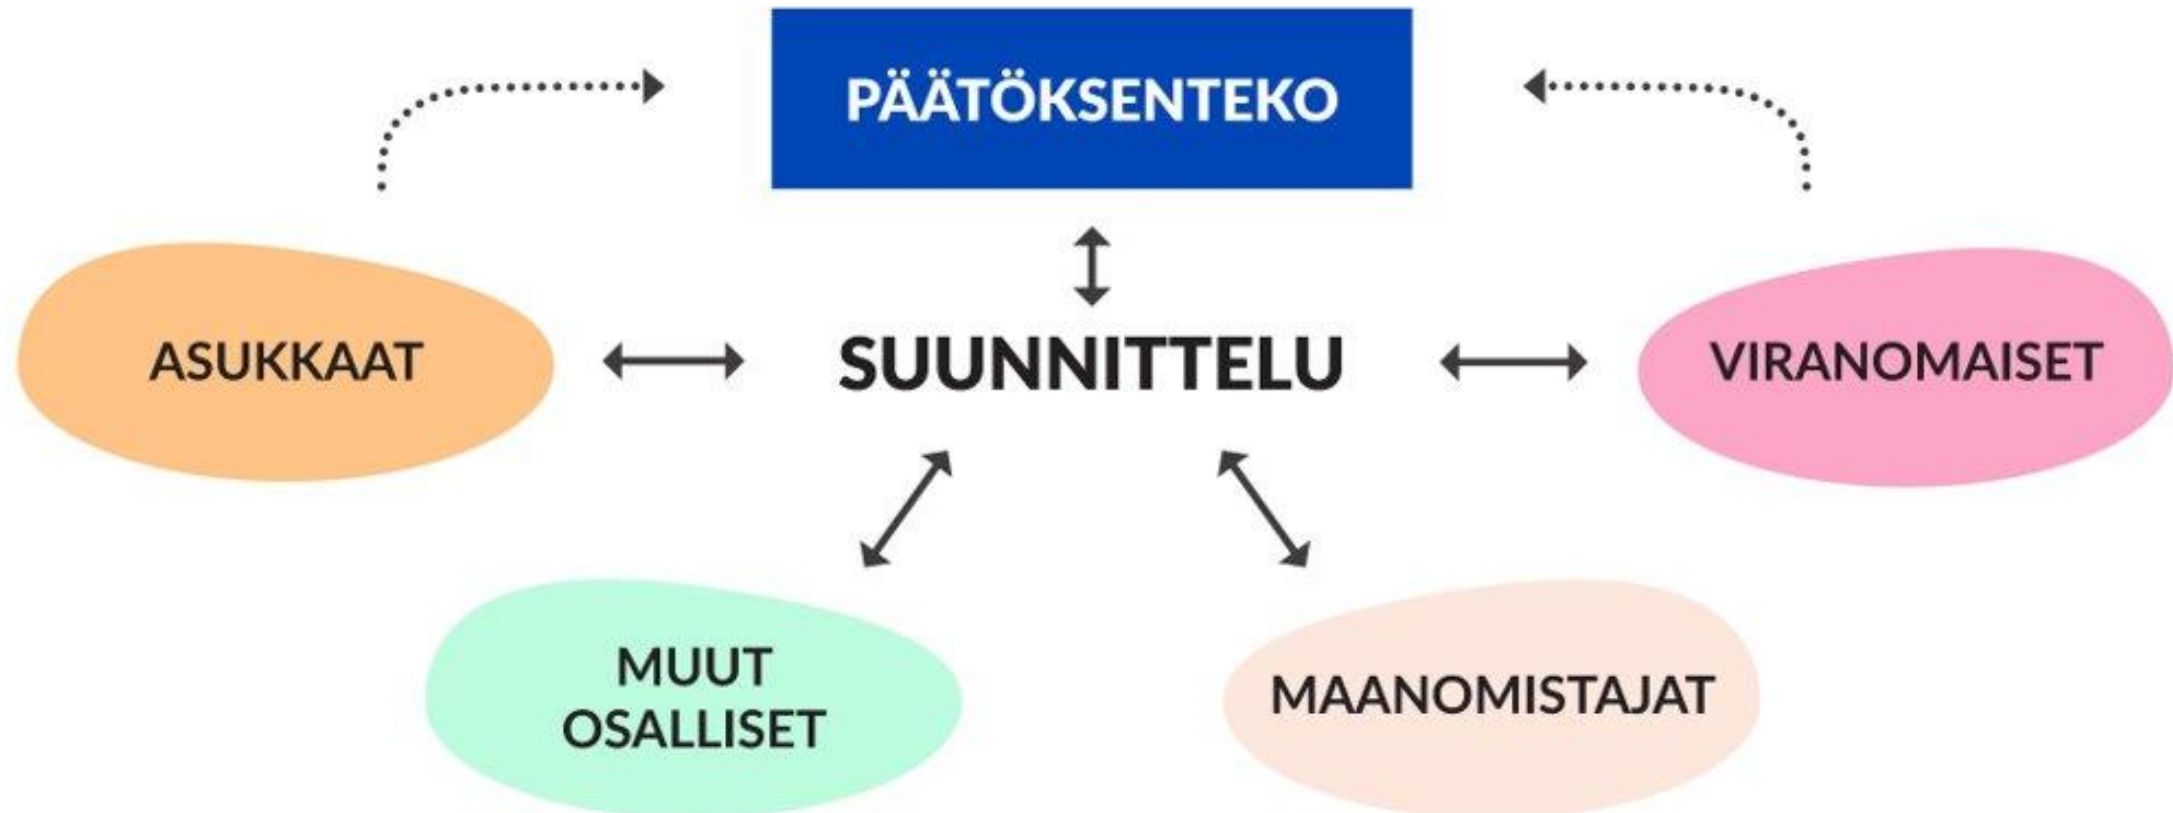 PÄÄTÖKSENTEKO
ASUKKAAT
SUUNNITTELU
VIRANOMAISET
MUUT
OSALLISET
MAANOMISTAJAT